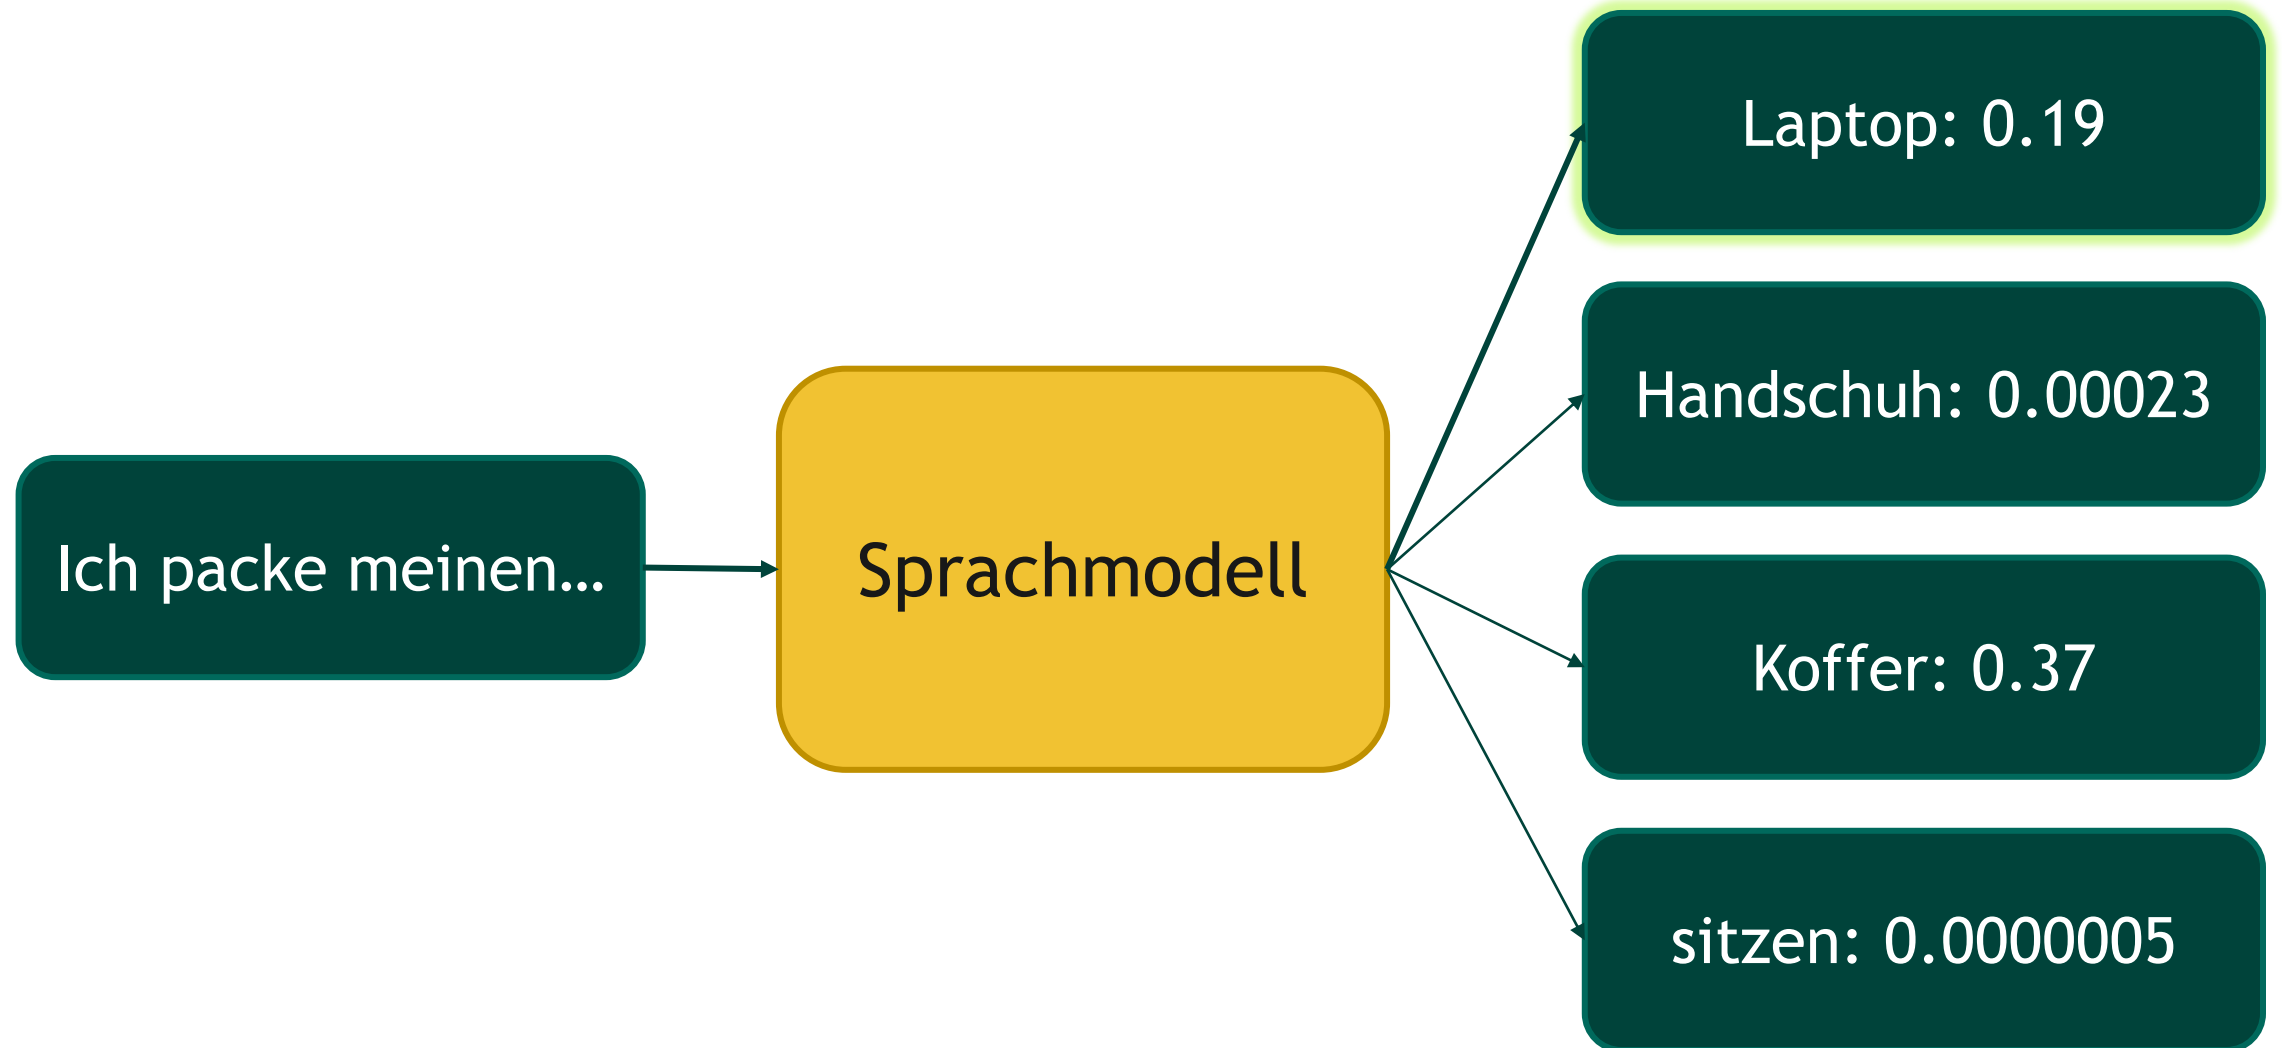 Ich packe meinen...
Sprachmodell
Laptop: 0.19
Handschuh: 0.00023
Koffer: 0.37
sitzen: 0.0000005